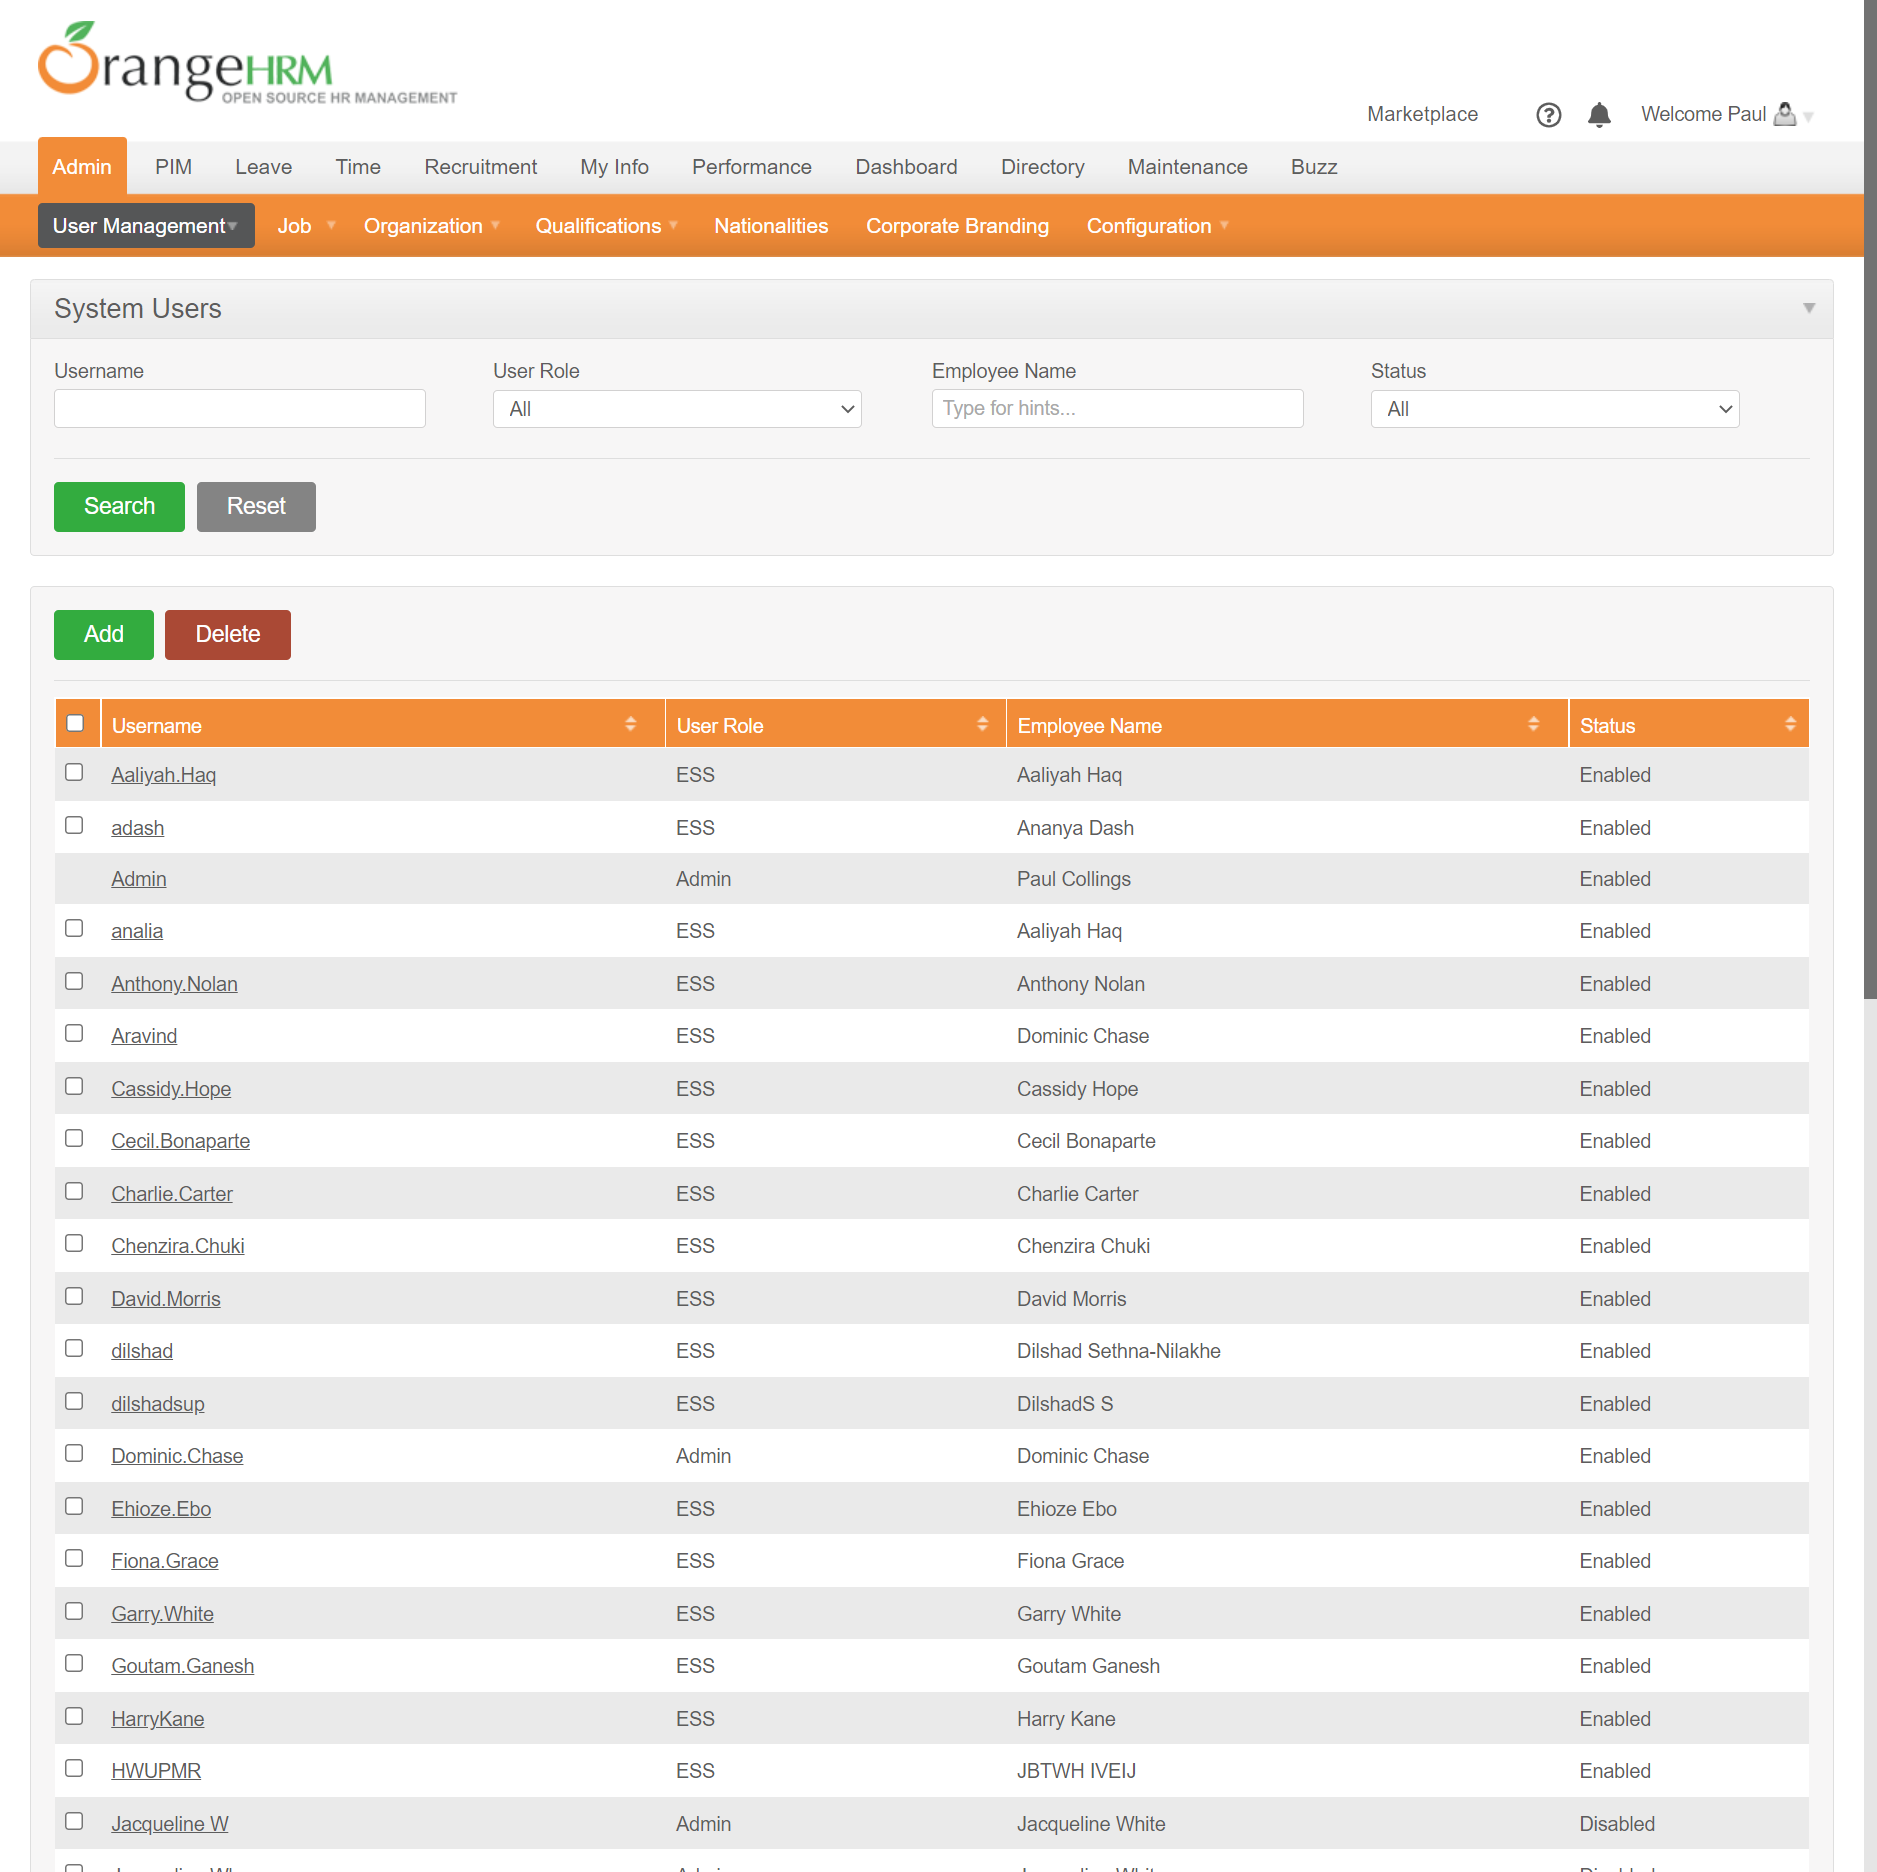 OrangeHRM
OPEN SOURCE HR MANAGEMENT
Marketplace ? Welcome Paul
Admin PIM Leave Time Recruitment My Info Performance Dashboard Directory Maintenance Buzz
User Management Job Organization Qualifications Nationalities Corporate Branding Configuration
System Users
Username User Role Employee Name Status
All Type for hints... All
Search Reset
Add Delete
Username User Role Employee Name Status
Aaliyah.Haq ESS Aaliyah Haq Enabled
adash ESS Ananya Dash Enabled
Admin Admin Paul Collings Enabled
analia ESS Aaliyah Haq Enabled
Anthony.Nolan ESS Anthony Nolan Enabled
Aravind ESS Dominic Chase Enabled
Cassidy.Hope ESS Cassidy Hope Enabled
Cecil.Bonaparte ESS Cecil Bonaparte Enabled
Charlie.Carter ESS Charlie Carter Enabled
Chenzira.Chuki ESS Chenzira Chuki Enabled
David.Morris ESS David Morris Enabled
dilshad ESS Dilshad Sethna-Nilakhe Enabled
dilshadsup ESS DilshadS S Enabled
Dominic.Chase Admin Dominic Chase Enabled
Ehioze.Ebo ESS Ehioze Ebo Enabled
Fiona.Grace ESS Fiona Grace Enabled
Garry.White ESS Garry White Enabled
Goutam.Ganesh ESS Goutam Ganesh Enabled
HarryKane ESS Harry Kane Enabled
HWUPMR ESS JBTWH IVEIJ Enabled
Jacqueline W Admin Jacqueline White Disabled